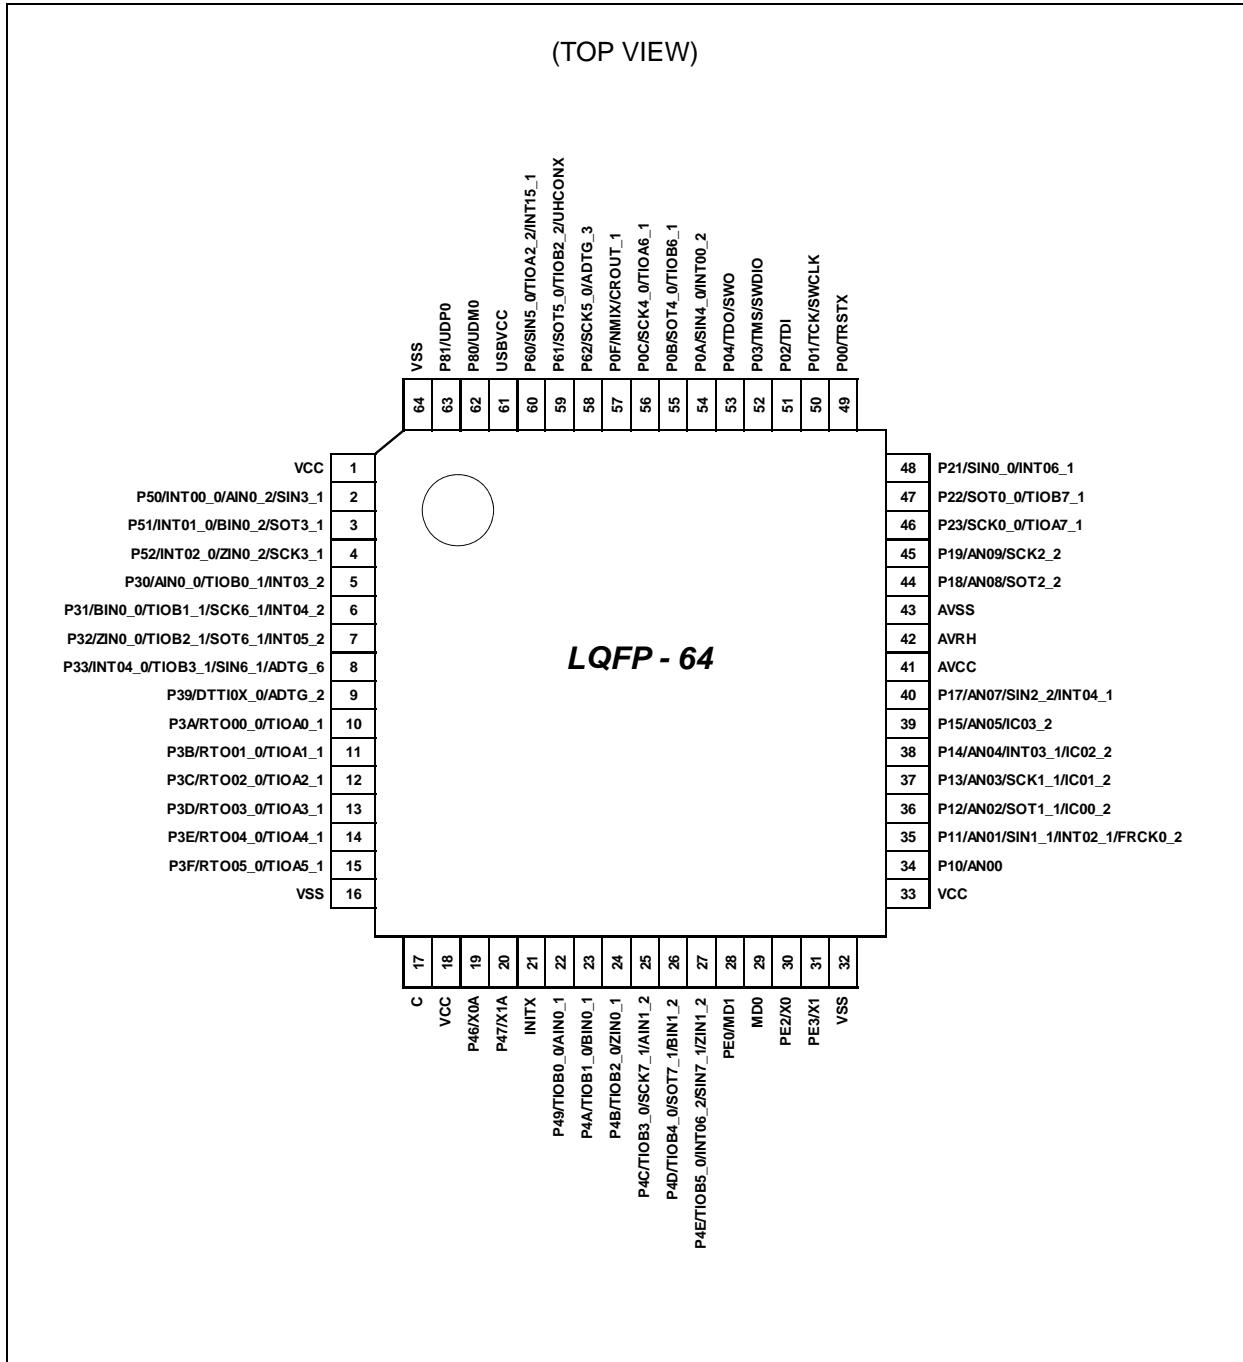 (TOP VIEW)
VSS
P81/UDP0
P80/UDM0
USBVCC
P60/SIN5_0/TIOA2_2/INT15_1
P61/SOT5_0/TIOB2_2/UHCONX
P62/SCK5_0/ADTG_3
P0F/NMIX/CROUT_1
P0C/SCK4_0/TIOA6_1
P0B/SOT4_0/TIOB6_1
P0A/SIN4_0/INT00_2
P04/TDO/SWO
P03/TMS/SWDIO
P02/TDI
P01/TCK/SWCLK
P00/TRSTX
64 63 62 61 60 59 58 57 56 55 54 53 52 51 50 49
VCC 1
P50/INT00_0/AIN0_2/SIN3_1 2
P51/INT01_0/BIN0_2/SOT3_1 3
P52/INT02_0/ZIN0_2/SCK3_1 4
P30/AIN0_0/TIOB0_1/INT03_2 5
P31/BIN0_0/TIOB1_1/SCK6_1/INT04_2 6
P32/ZIN0_0/TIOB2_1/SOT6_1/INT05_2 7
P33/INT04_0/TIOB3_1/SIN6_1/ADTG_6 8
P39/DTTI0X_0/ADTG_2 9
P3A/RTO00_0/TIOA0_1 10
P3B/RTO01_0/TIOA1_1 11
P3C/RTO02_0/TIOA2_1 12
P3D/RTO03_0/TIOA3_1 13
P3E/RTO04_0/TIOA4_1 14
P3F/RTO05_0/TIOA5_1 15
VSS 16
LQFP - 64
48 P21/SIN0_0/INT06_1
47 P22/SOT0_0/TIOB7_1
46 P23/SCK0_0/TIOA7_1
45 P19/AN09/SCK2_2
44 P18/AN08/SOT2_2
43 AVSS
42 AVRH
41 AVCC
40 P17/AN07/SIN2_2/INT04_1
39 P15/AN05/IC03_2
38 P14/AN04/INT03_1/IC02_2
37 P13/AN03/SCK1_1/IC01_2
36 P12/AN02/SOT1_1/IC00_2
35 P11/AN01/SIN1_1/INT02_1/FRCK0_2
34 P10/AN00
33 VCC
17 18 19 20 21 22 23 24 25 26 27 28 29 30 31 32
C
VCC
P46/X0A
P47/X1A
INITX
P49/TIOB0_0/AIN0_1
P4A/TIOB1_0/BIN0_1
P4B/TIOB2_0/ZIN0_1
P4C/TIOB3_0/SCK7_1/AIN1_2
P4D/TIOB4_0/SOT7_1/BIN1_2
P4E/TIOB5_0/INT06_2/SIN7_1/ZIN1_2
PE0/MD1
MD0
PE2/X0
PE3/X1
VSS